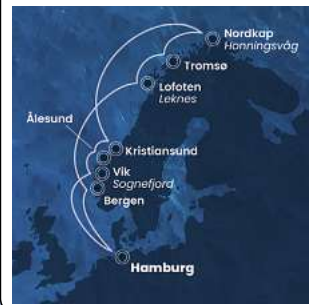 Nordkap
Honningsvåg
Tromsø
Lofoten
Leknes
Ålesund
Kristiansund
Vik
Sognefjord
Bergen
Hamburg